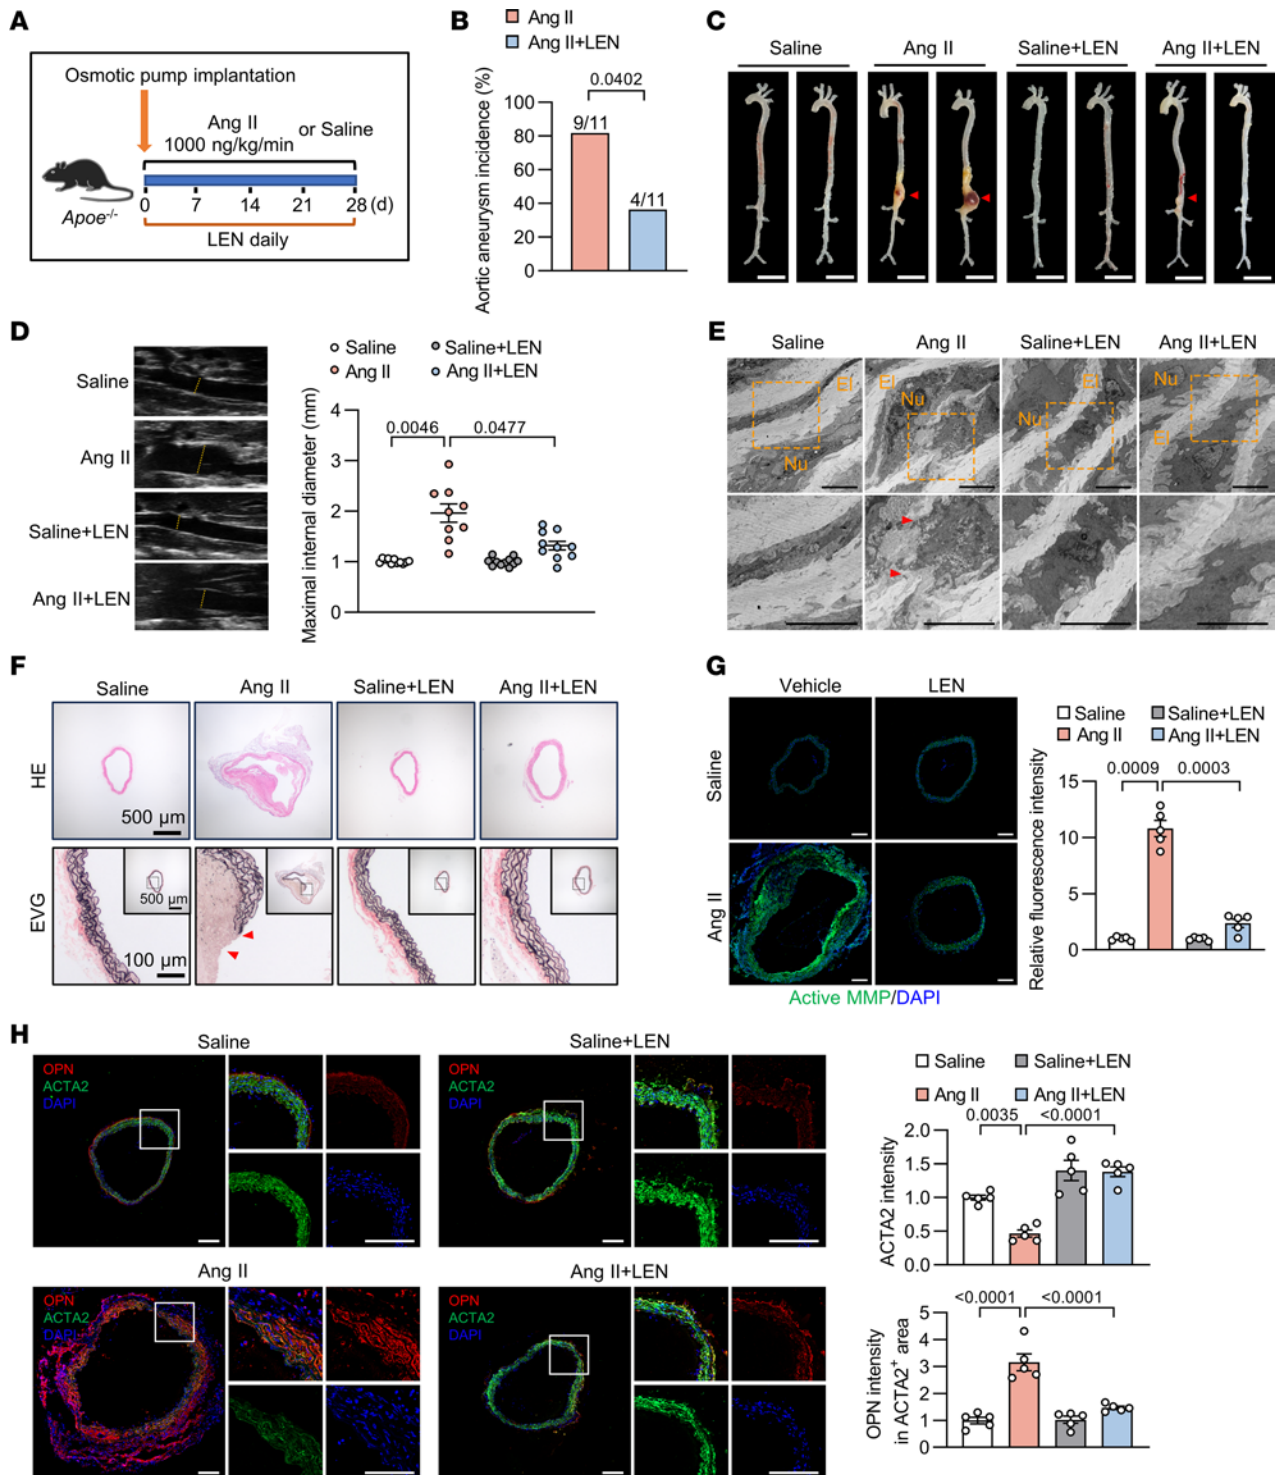 A
Osmotic pump implantation
Ang II
1000 ng/kg/min
or Saline
Apoe-/-
0 7 14 21 28 (d)
LEN daily
B
Ang II
Ang II+LEN
Aortic aneurysm incidence (%)
0.0402
100
80
60
40
20
0
9/11
4/11
C
Saline Ang II Saline+LEN Ang II+LEN
D
Saline
Ang II
Saline+LEN
Ang II+LEN
Saline Saline+LEN
Ang II Ang II+LEN
Maximal internal diameter (mm)
4
3
2
1
0
0.0046 0.0477
E
Saline Ang II Saline+LEN Ang II+LEN
El
Nu
El
Nu
El
Nu
Nu
El
F
Saline Ang II Saline+LEN Ang II+LEN
HE
500 µm
EVG
500 µm
100 µm
G
Vehicle LEN
Saline
Ang II
Active MMP/DAPI
Saline Saline+LEN
Ang II Ang II+LEN
Relative fluorescence intensity
15
10
5
0
0.0009 0.0003
H
Saline
OPN
ACTA2
DAPI
Saline+LEN
OPN
ACTA2
DAPI
Ang II
OPN
ACTA2
DAPI
Ang II+LEN
OPN
ACTA2
DAPI
Saline Saline+LEN
Ang II Ang II+LEN
ACTA2 intensity
2.0
1.5
1.0
0.5
0
0.0035 <0.0001
OPN intensity
in ACTA2+ area
5
4
3
2
1
0
<0.0001 <0.0001